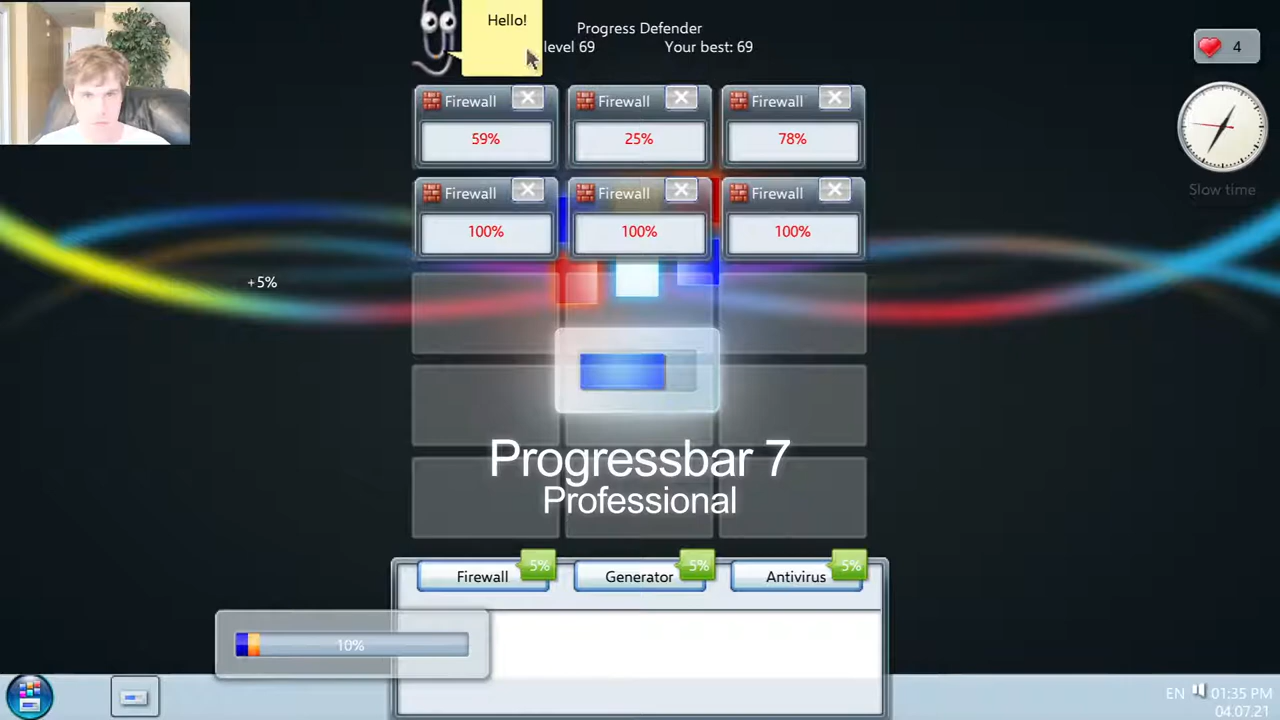 Hello!
Progress Defender
level 69
Your best: 69
4
Firewall
Firewall
Firewall
59%
25%
78%
Slow time
Firewall
Firewall
Firewall
100%
100%
100%
+5%
Progressbar 7
Professional
Firewall 5%
Generator 5%
Antivirus 5%
10%
EN 01:35 PM
04.07.21